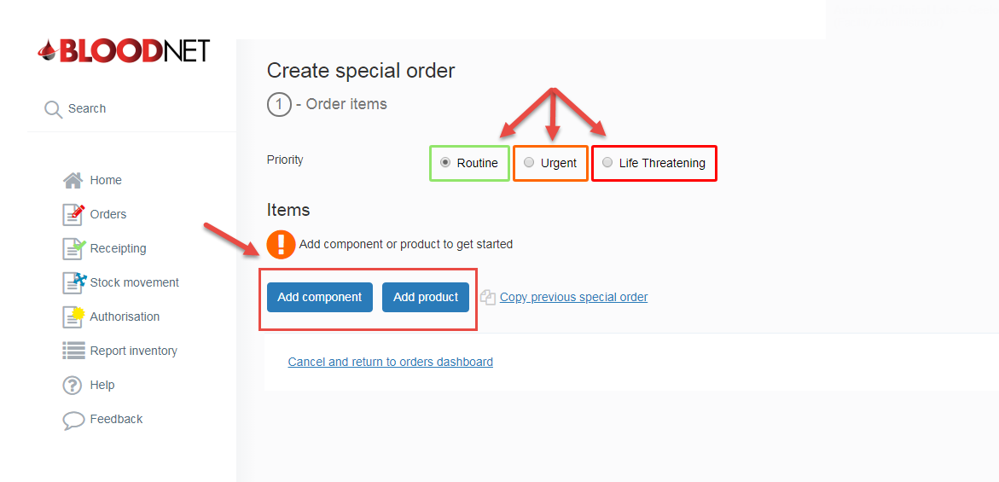 BLOODNET
Search
Home
Orders
Receipting
Stock movement
Authorisation
Report inventory
Help
Feedback
Create special order
1 - Order items
Priority
Routine Urgent Life Threatening
Items
! Add component or product to get started
Add component Add product Copy previous special order
Cancel and return to orders dashboard